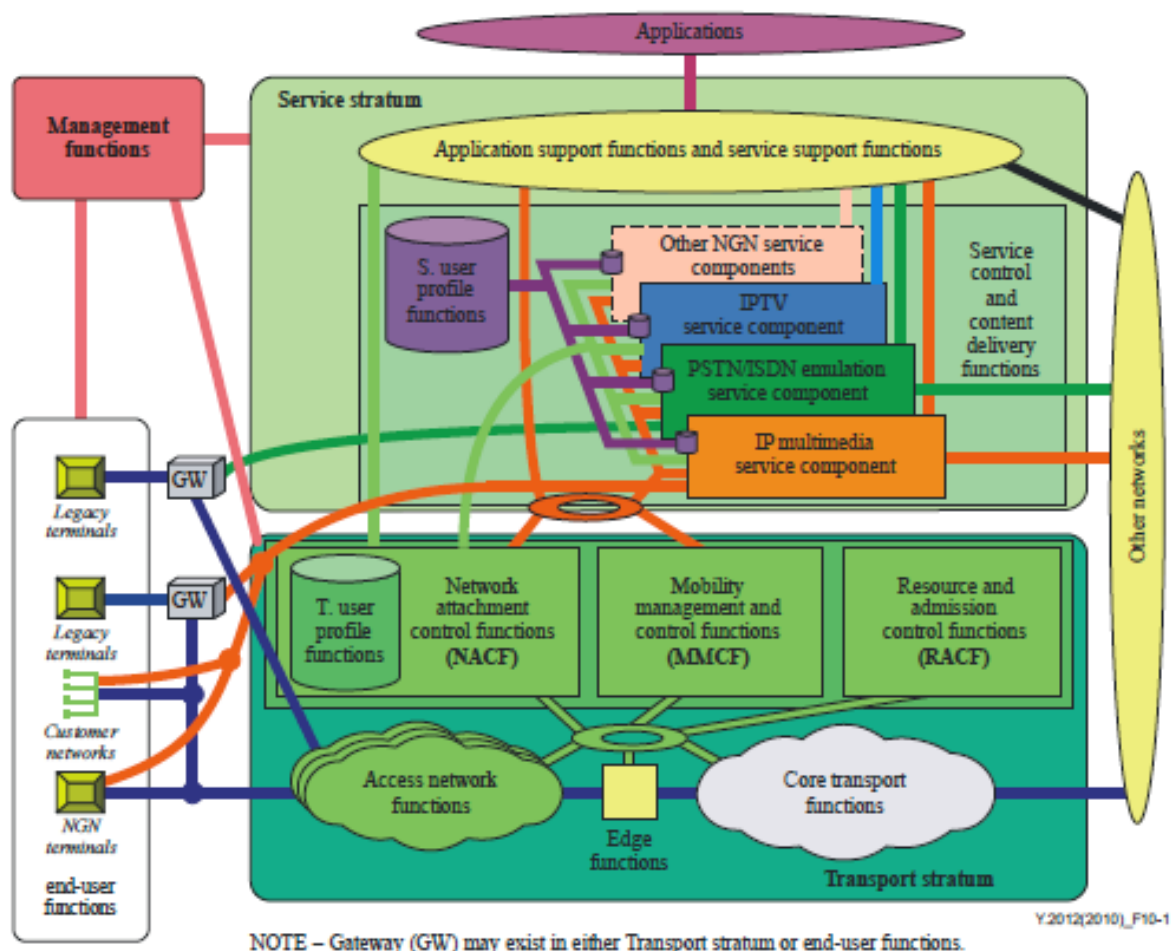 Applications
Service stratum
Management
functions
Application support functions and service support functions
S. user
profile
functions
Other NGN service
components
IPTV
service component
PSTN/ISDN emulation
service component
IP multimedia
service component
Service
control
and
content
delivery
functions
Other networks
GW
Legacy
terminals
GW
Legacy
terminals
Customer
networks
NGN
terminals
end-user
functions
T. user
profile
functions
Network
attachment
control functions
(NACF)
Mobility
management and
control functions
(MMCF)
Resource and
admission
control functions
(RACF)
Access network
functions
Edge
functions
Core transport
functions
Transport stratum
Y.2012(2010)_F10-1
NOTE – Gateway (GW) may exist in either Transport stratum or end-user functions.